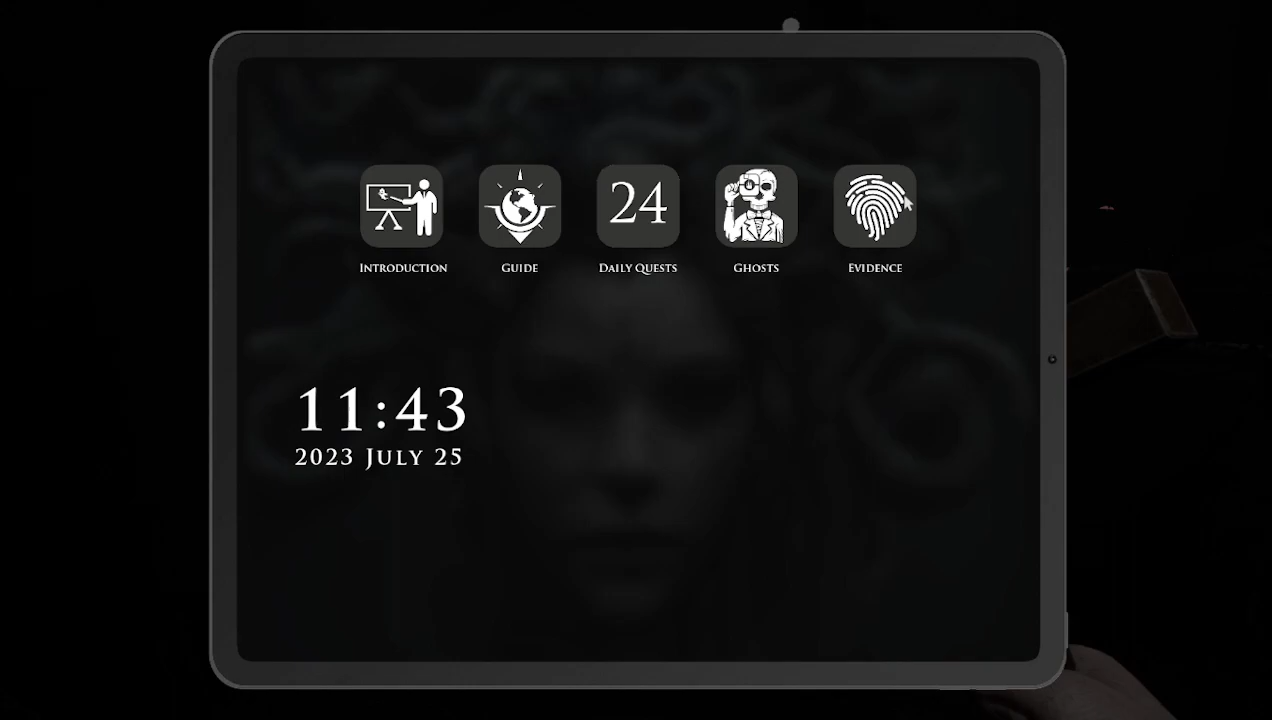 24
INTRODUCTION GUIDE DAILY QUESTS GHOSTS EVIDENCE
11:43
2023 JULY 25